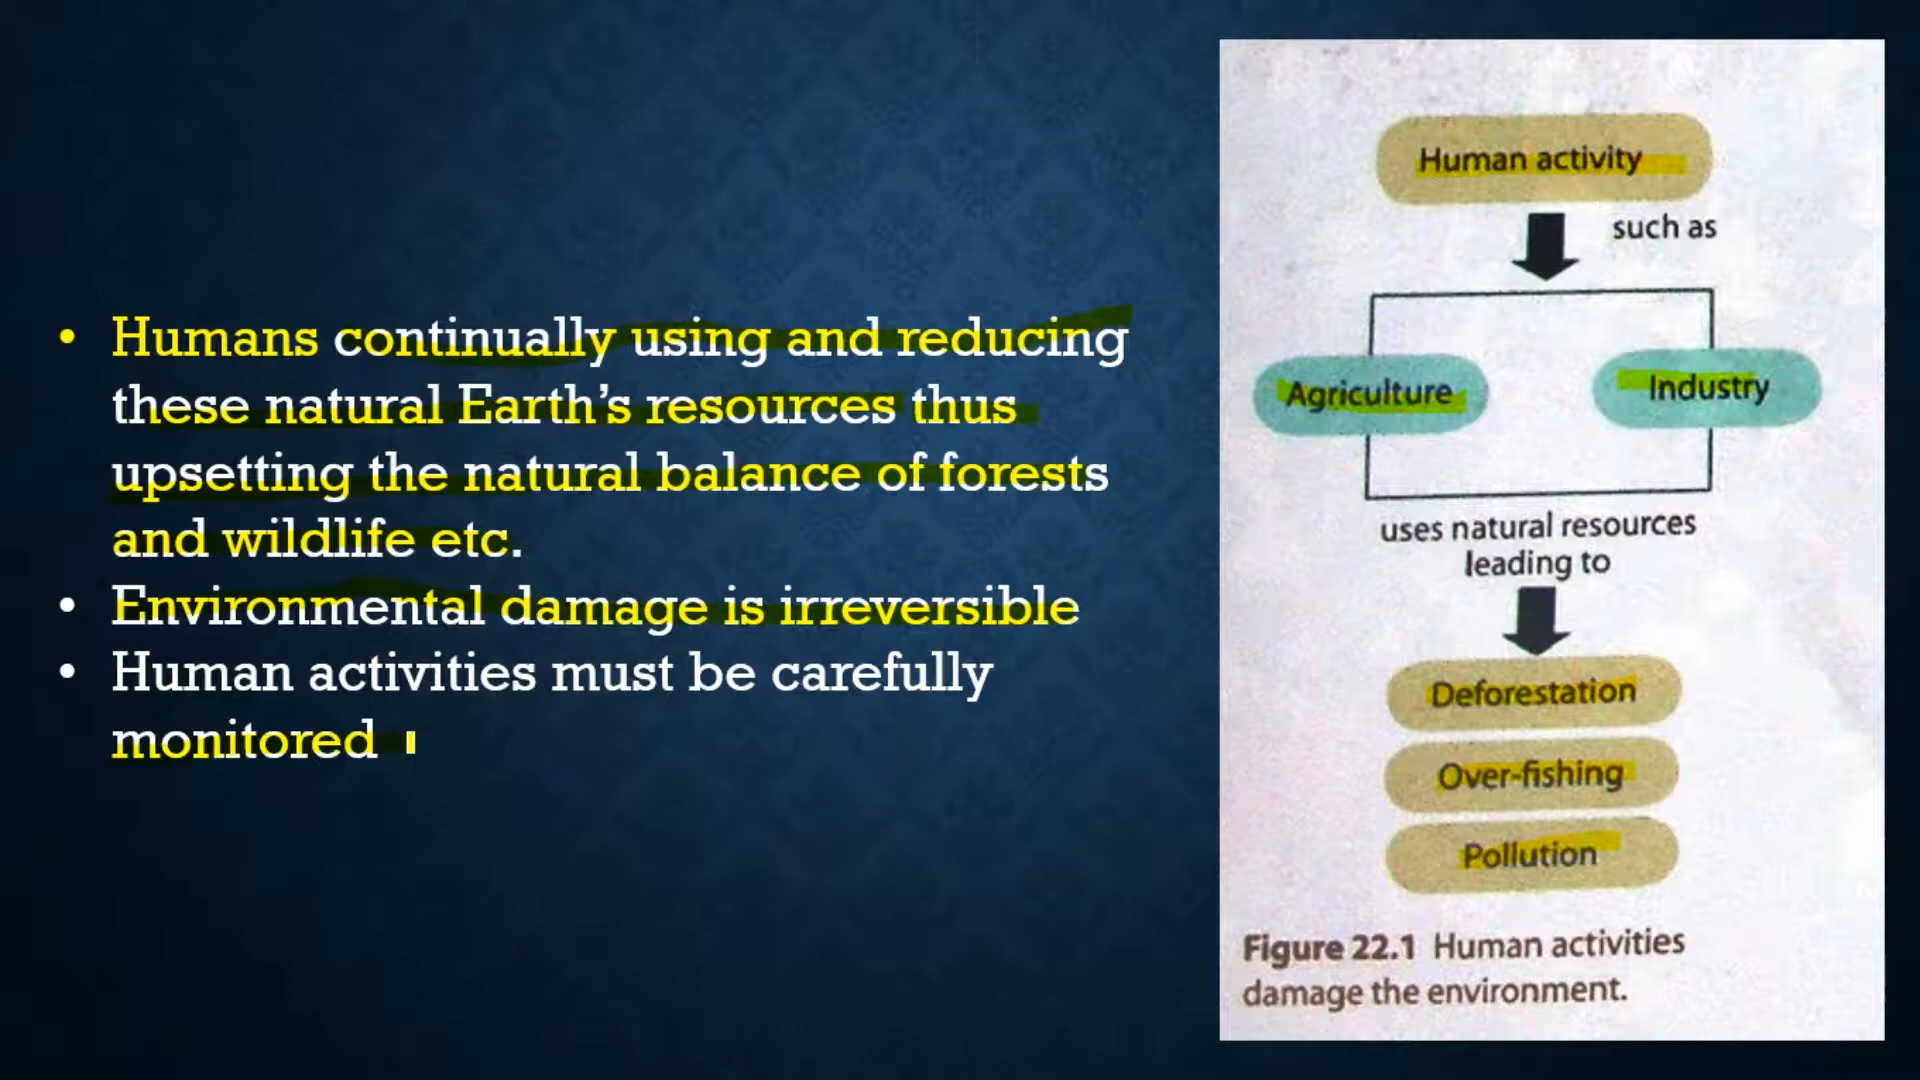 • Humans continually using and reducing
these natural Earth’s resources thus
upsetting the natural balance of forests
and wildlife etc.
• Environmental damage is irreversible
• Human activities must be carefully
monitored
Human activity
such as
Agriculture
Industry
uses natural resources
leading to
Deforestation
Over-fishing
Pollution
Figure 22.1 Human activities
damage the environment.